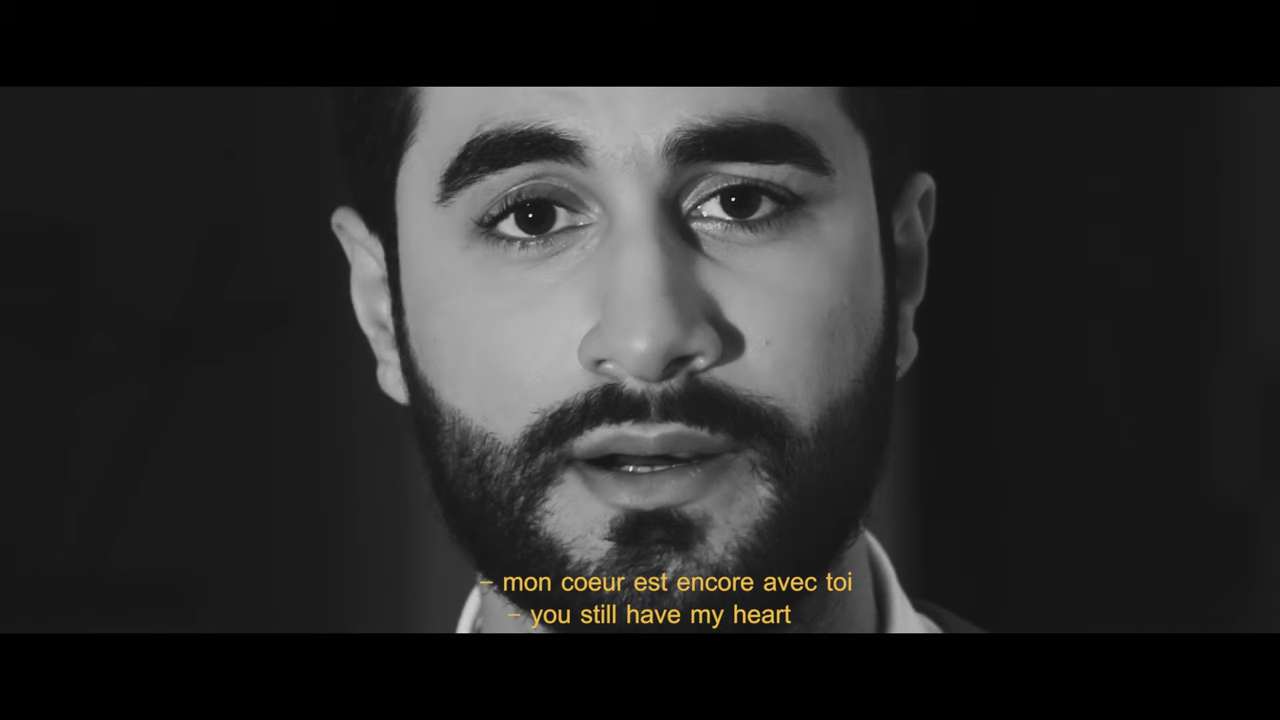 – mon coeur est encore avec toi
– you still have my heart